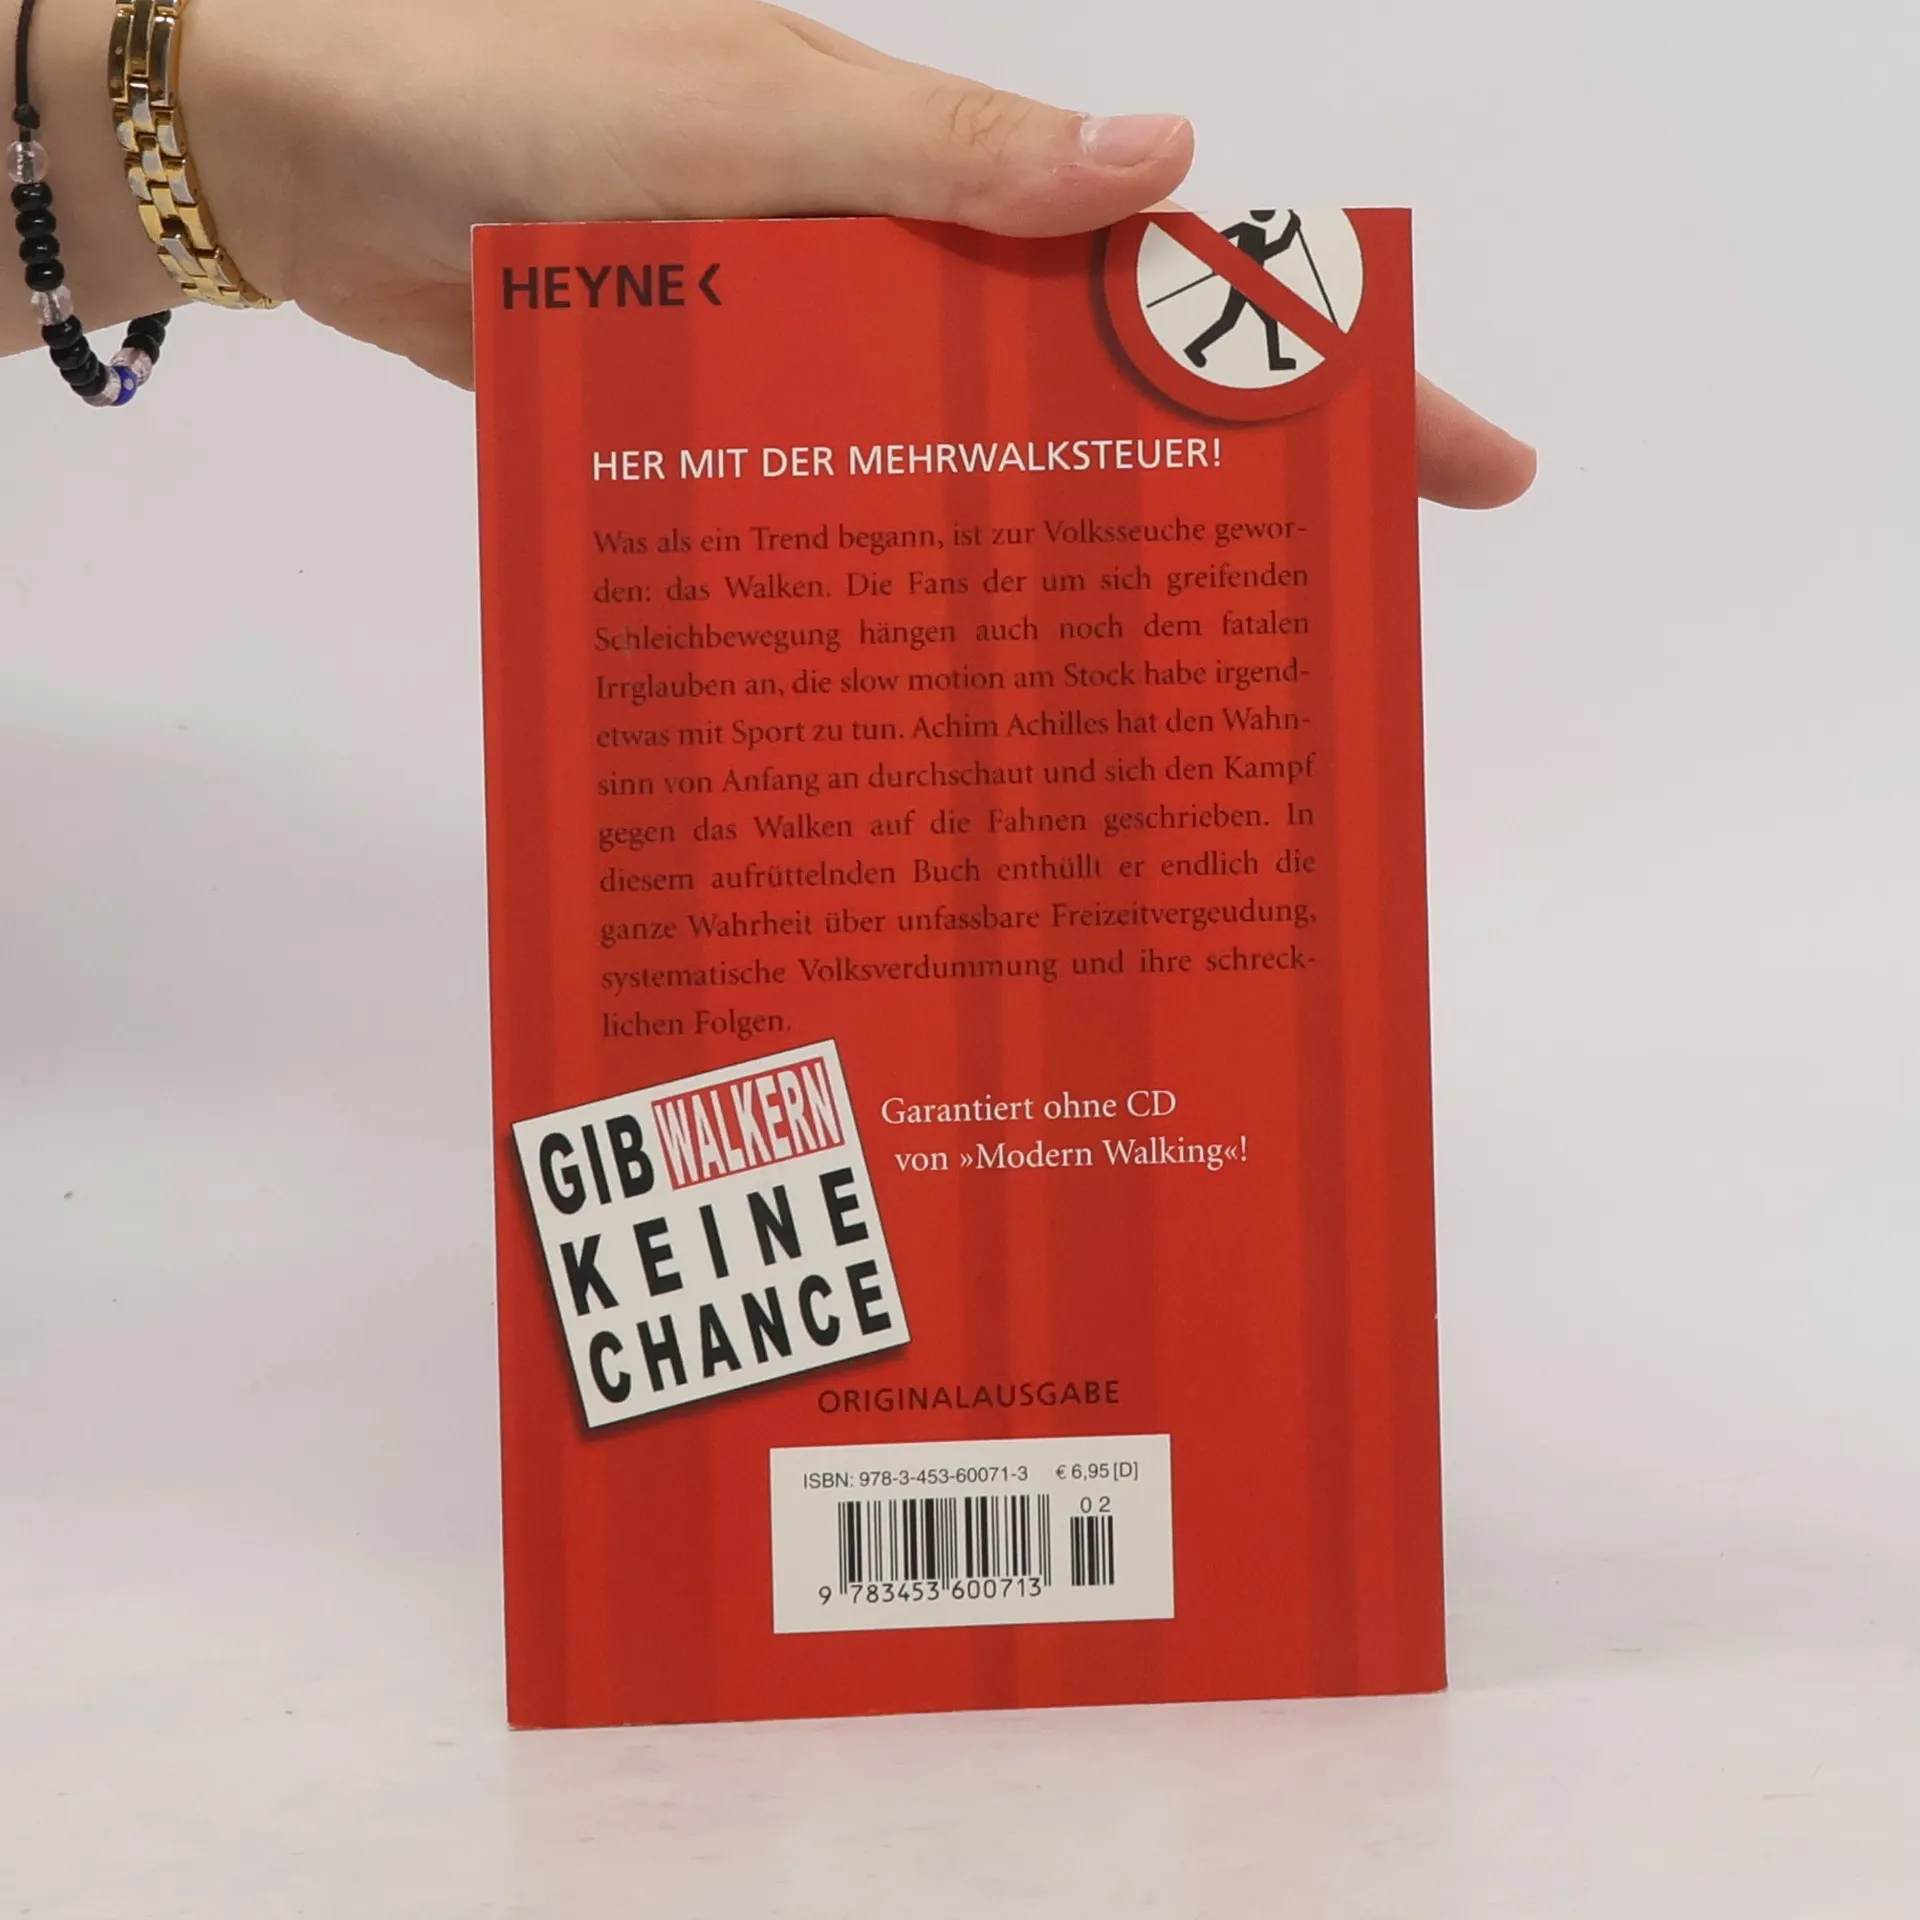 HEYNE <
HER MIT DER MEHRWALKSTEUER!
Was als ein Trend begann, ist zur Volksseuche gewor-
den: das Walken. Die Fans der um sich greifenden
Schleichbewegung hängen auch noch dem fatalen
Irrglauben an, die slow motion am Stock habe irgend-
etwas mit Sport zu tun. Achim Achilles hat den Wahn-
sinn von Anfang an durchschaut und sich den Kampf
gegen das Walken auf die Fahnen geschrieben. In
diesem aufrüttelnden Buch enthüllt er endlich die
ganze Wahrheit über unfassbare Freizeitvergeudung,
systematische Volksverdummung und ihre schreck-
lichen Folgen.
GIB WALKERN
KEINE
CHANCE
Garantiert ohne CD
von »Modern Walking«!
ORIGINALAUSGABE
ISBN: 978-3-453-60071-3 € 6,95 [D]
02
9 783453 600713